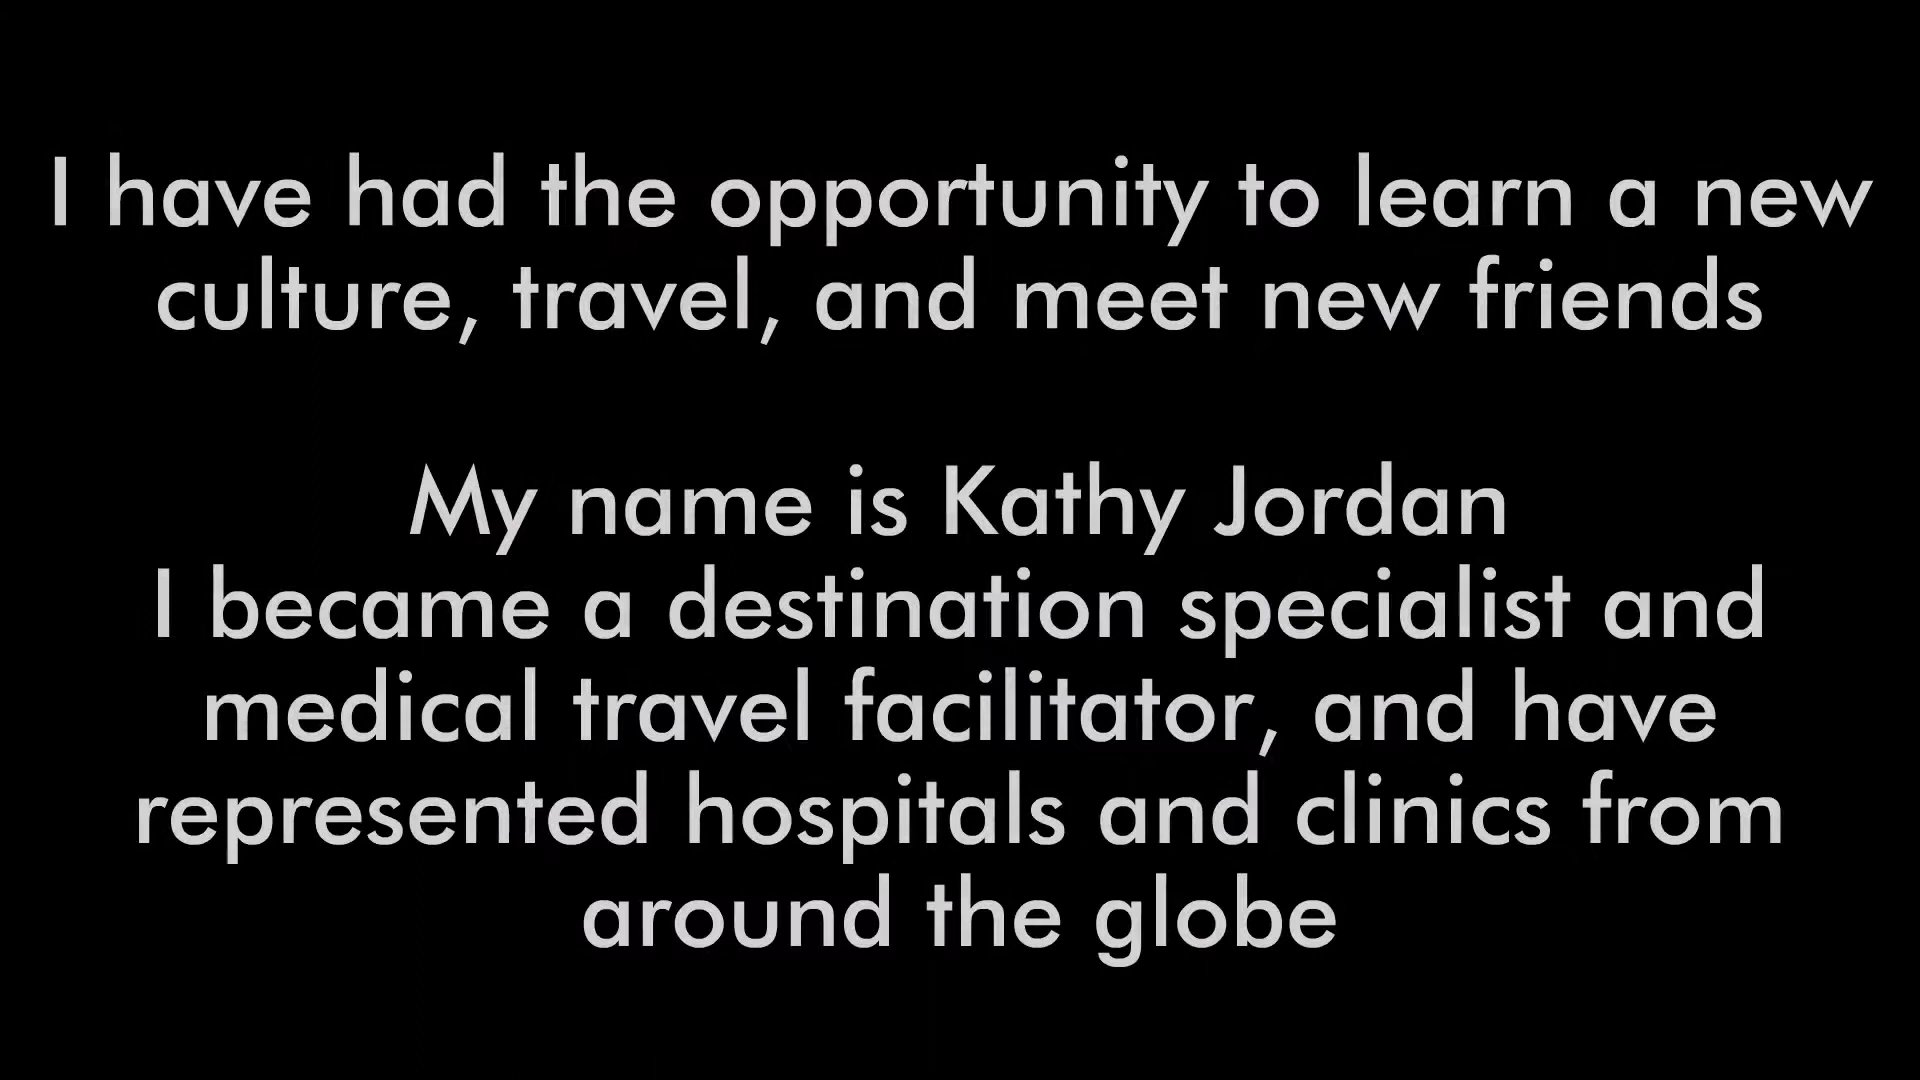 I have had the opportunity to learn a new
culture, travel, and meet new friends
My name is Kathy Jordan
I became a destination specialist and
medical travel facilitator, and have
represented hospitals and clinics from
around the globe